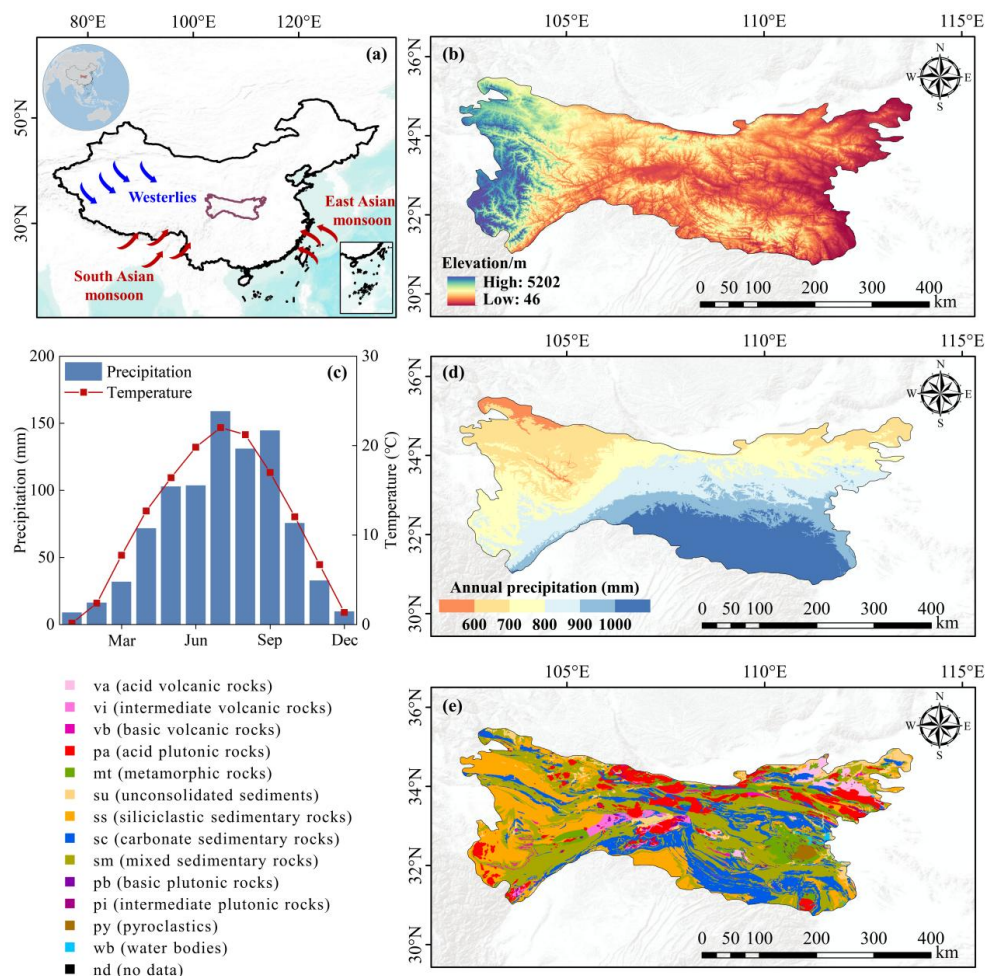 80°E 100°E 120°E
(a)
50°N
30°N
Westerlies
East Asian
monsoon
South Asian
monsoon
105°E 110°E 115°E
(b)
N
W E
S
36°N
34°N
32°N
30°N
Elevation/m
High: 5202
Low: 46
0 50 100 200 300 400
km
(c)
Precipitation
Temperature
200
150
100
50
0
Precipitation (mm)
30
20
10
0
Temperature (℃)
Mar Jun Sep Dec
105°E 110°E 115°E
(d)
N
W E
S
36°N
34°N
32°N
30°N
Annual precipitation (mm)
600 700 800 900 1000
0 50 100 200 300 400
km
va (acid volcanic rocks)
vi (intermediate volcanic rocks)
vb (basic volcanic rocks)
pa (acid plutonic rocks)
mt (metamorphic rocks)
su (unconsolidated sediments)
ss (siliciclastic sedimentary rocks)
sc (carbonate sedimentary rocks)
sm (mixed sedimentary rocks)
pb (basic plutonic rocks)
pi (intermediate plutonic rocks)
py (pyroclastics)
wb (water bodies)
nd (no data)
105°E 110°E 115°E
(e)
N
W E
S
36°N
34°N
32°N
30°N
0 50 100 200 300 400
km